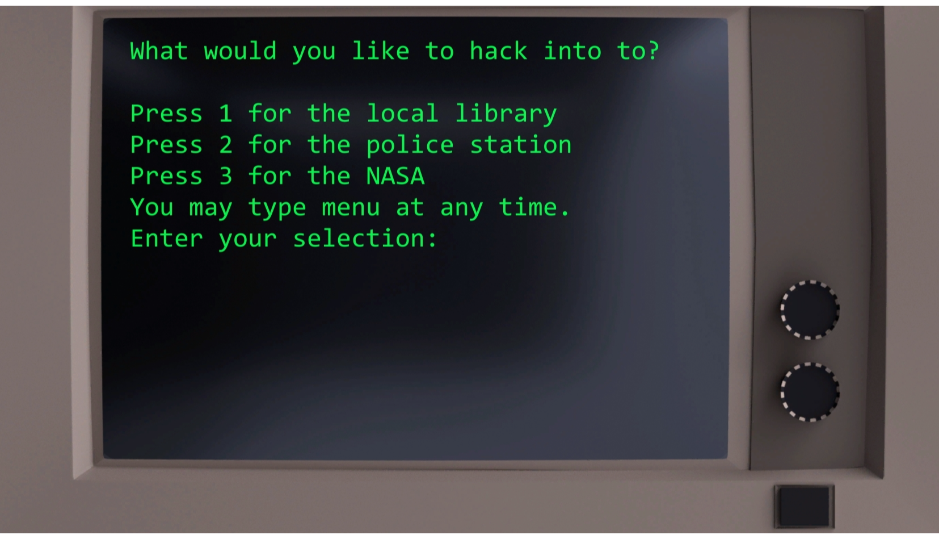 What would you like to hack into to?
Press 1 for the local library
Press 2 for the police station
Press 3 for the NASA
You may type menu at any time.
Enter your selection: